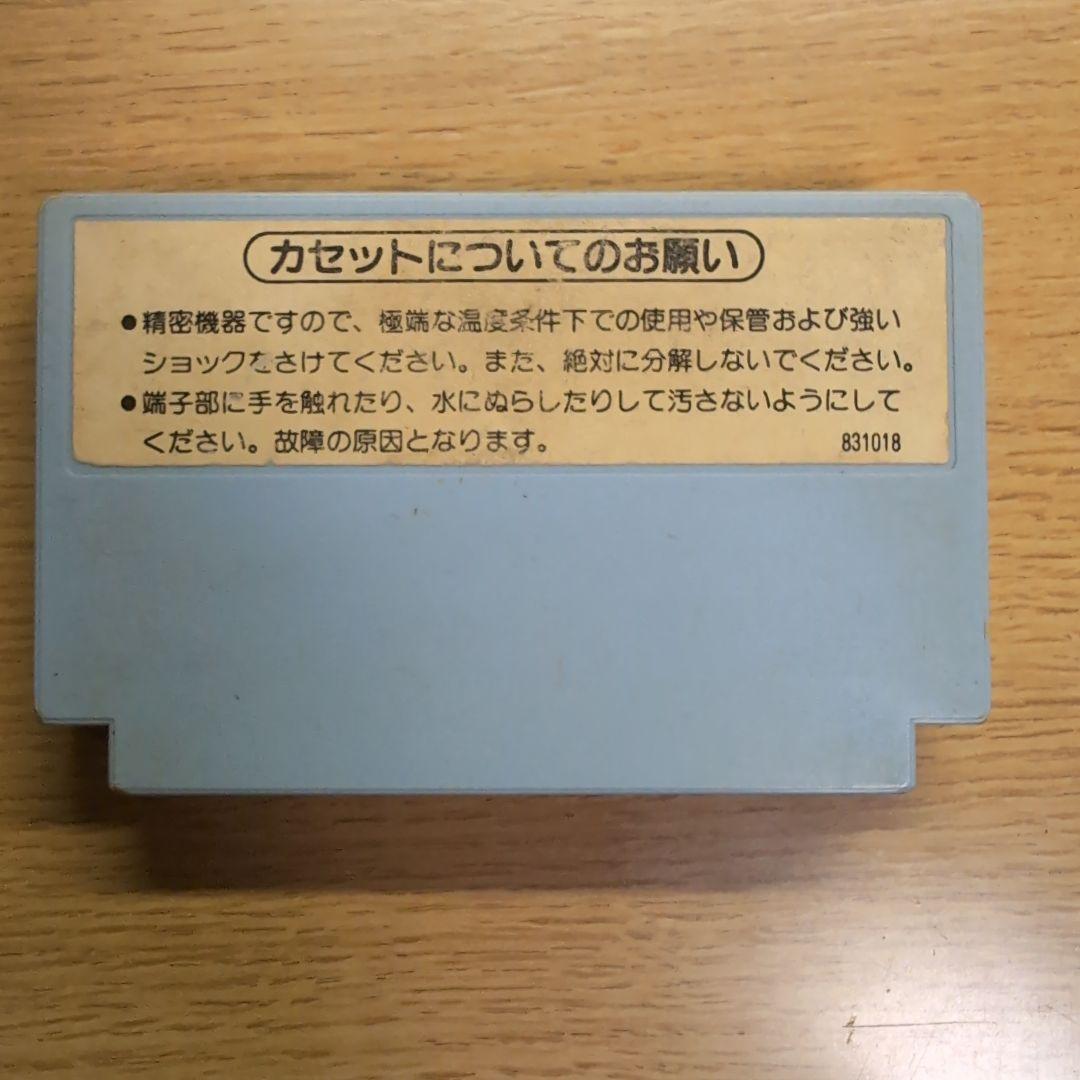 カセットについてのお願い
●精密機器ですので、極端な温度条件下での使用や保管および強い
ショックをさけてください。また、絶対に分解しないでください。
●端子部に手を触れたり、水にぬらしたりして汚さないようにして
ください。故障の原因となります。 831018